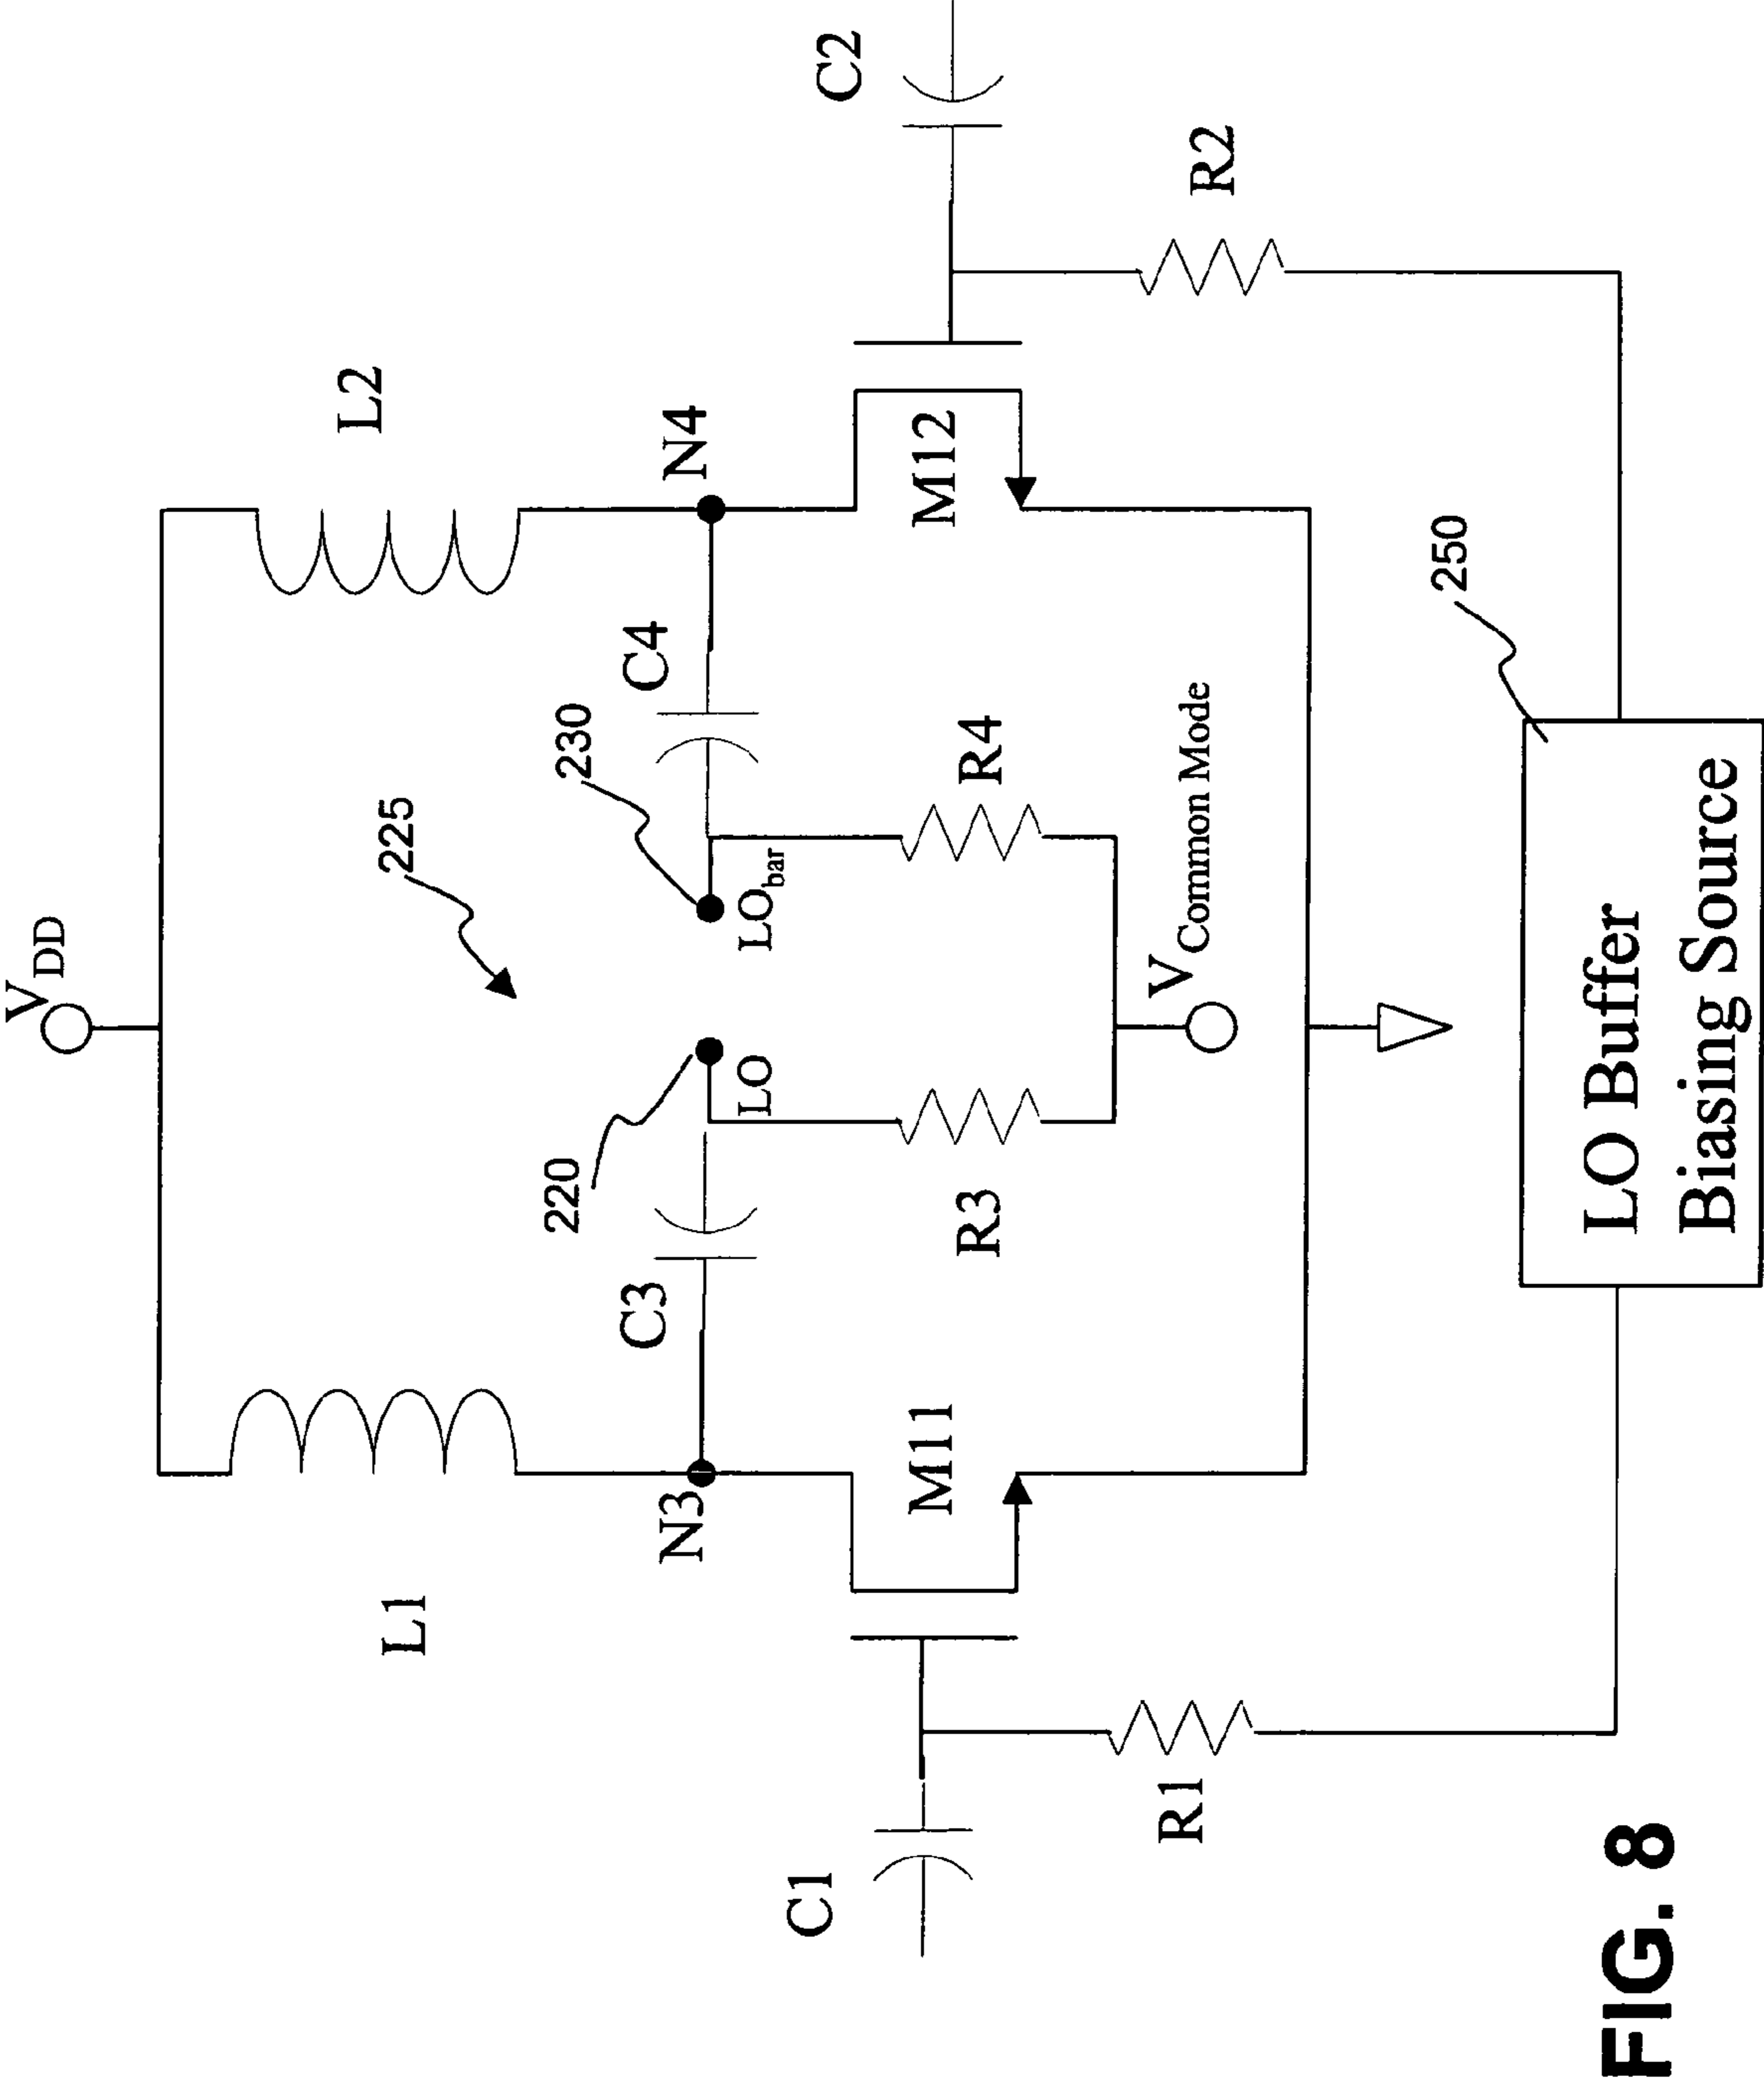 V_DD
L1
L2
225
N3
C3
220
230
C4
N4
LO
LO_bar
C1
M11
R3
R4
M12
C2
V_Common Mode
R1
R2
250
LO Buffer
Biasing Source
FIG. 8